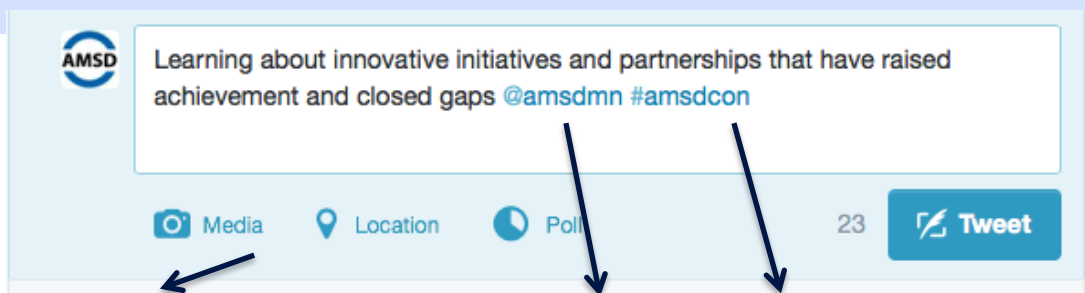 AMSD
Learning about innovative initiatives and partnerships that have raised
achievement and closed gaps @amsdmn #amsdcon
Media Location Poll 23 Tweet